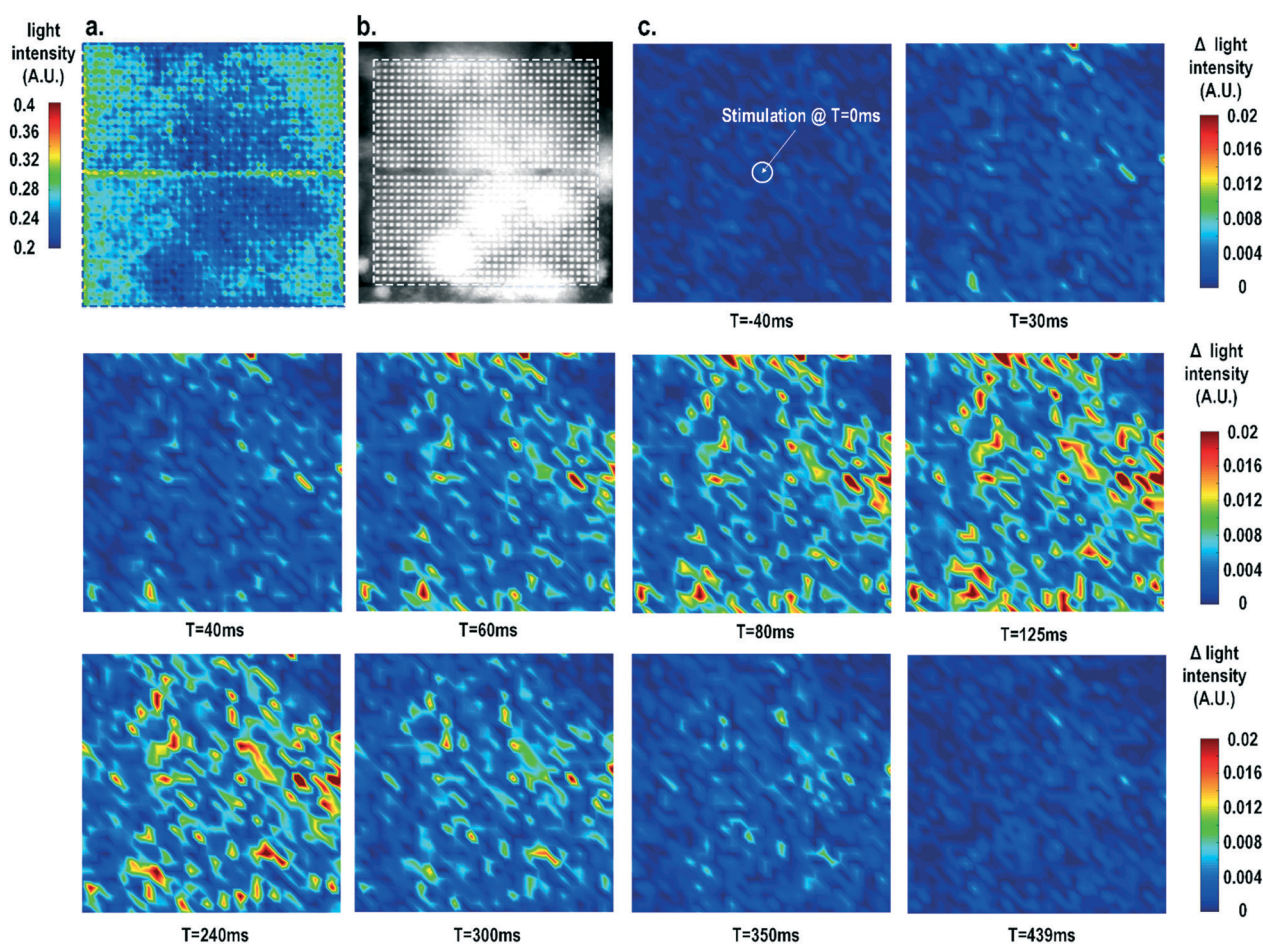 a.
b.
c.
light
intensity
(A.U.)
0.4
0.36
0.32
0.28
0.24
0.2
Stimulation @ T=0ms
Δ light
intensity
(A.U.)
0.02
0.016
0.012
0.008
0.004
0
T=-40ms
T=30ms
Δ light
intensity
(A.U.)
0.02
0.016
0.012
0.008
0.004
0
T=40ms
T=60ms
T=80ms
T=125ms
Δ light
intensity
(A.U.)
0.02
0.016
0.012
0.008
0.004
0
T=240ms
T=300ms
T=350ms
T=439ms